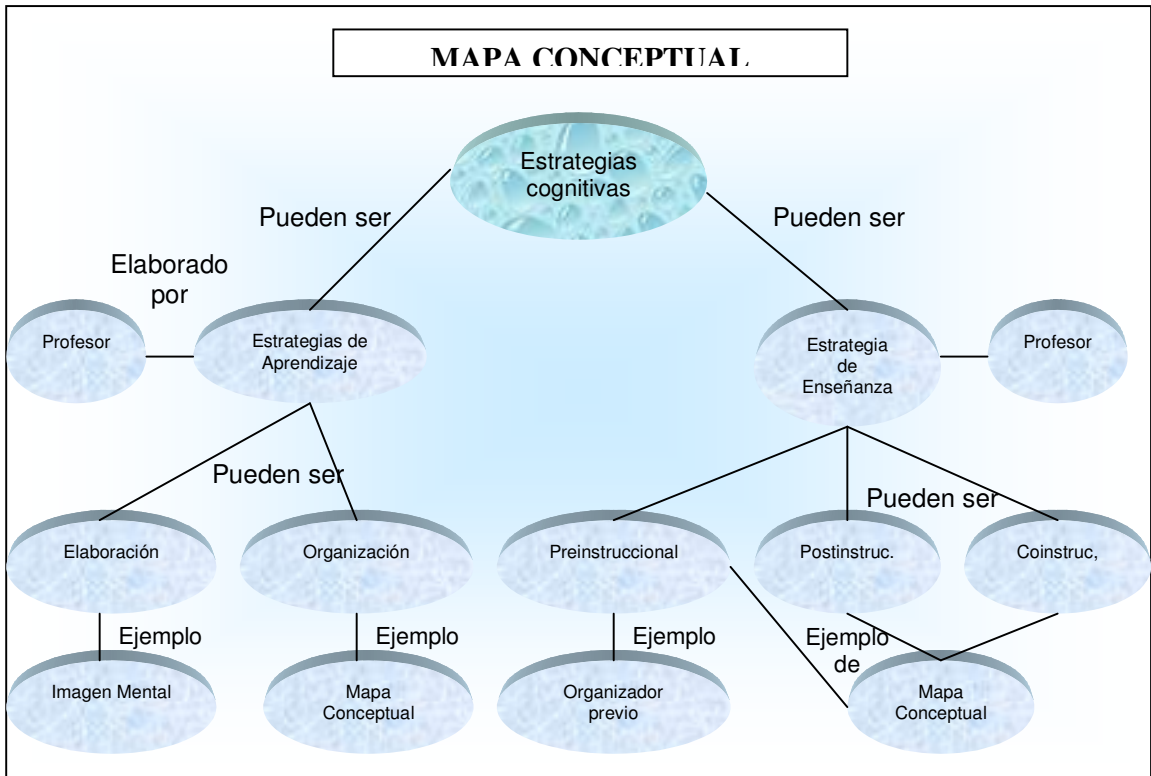 MAPA CONCEPTUAL
Estrategias
cognitivas
Pueden ser
Pueden ser
Elaborado
por
Profesor
Estrategias de
Aprendizaje
Estrategia
de
Enseñanza
Profesor
Pueden ser
Pueden ser
Elaboración
Organización
Preinstruccional
Postinstruc.
Coinstruc,
Ejemplo
Ejemplo
Ejemplo
Ejemplo
de
Imagen Mental
Mapa
Conceptual
Organizador
previo
Mapa
Conceptual